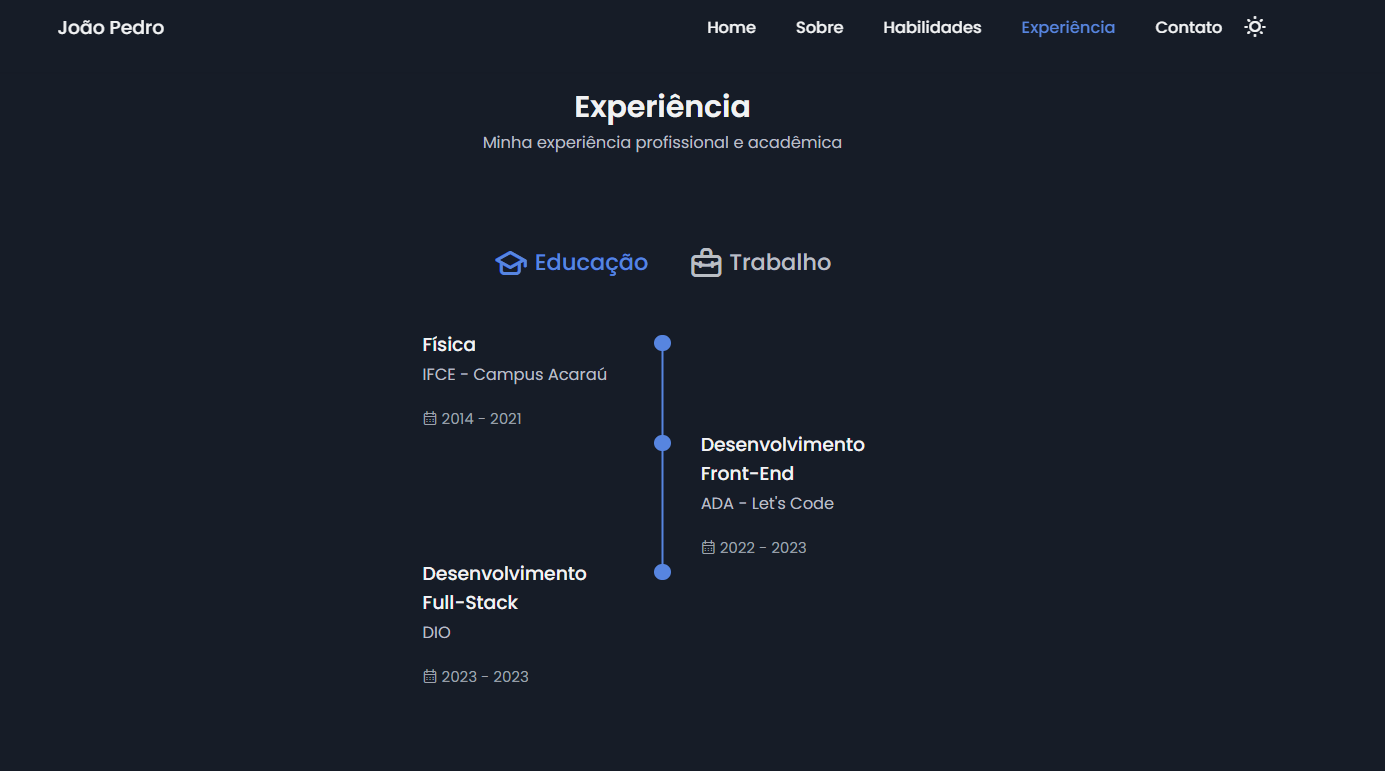 João Pedro
Home
Sobre
Habilidades
Experiência
Contato
Experiência
Minha experiência profissional e acadêmica
Educação
Trabalho
Física
IFCE - Campus Acaraú
2014 - 2021
Desenvolvimento
Front-End
ADA - Let's Code
2022 - 2023
Desenvolvimento
Full-Stack
DIO
2023 - 2023